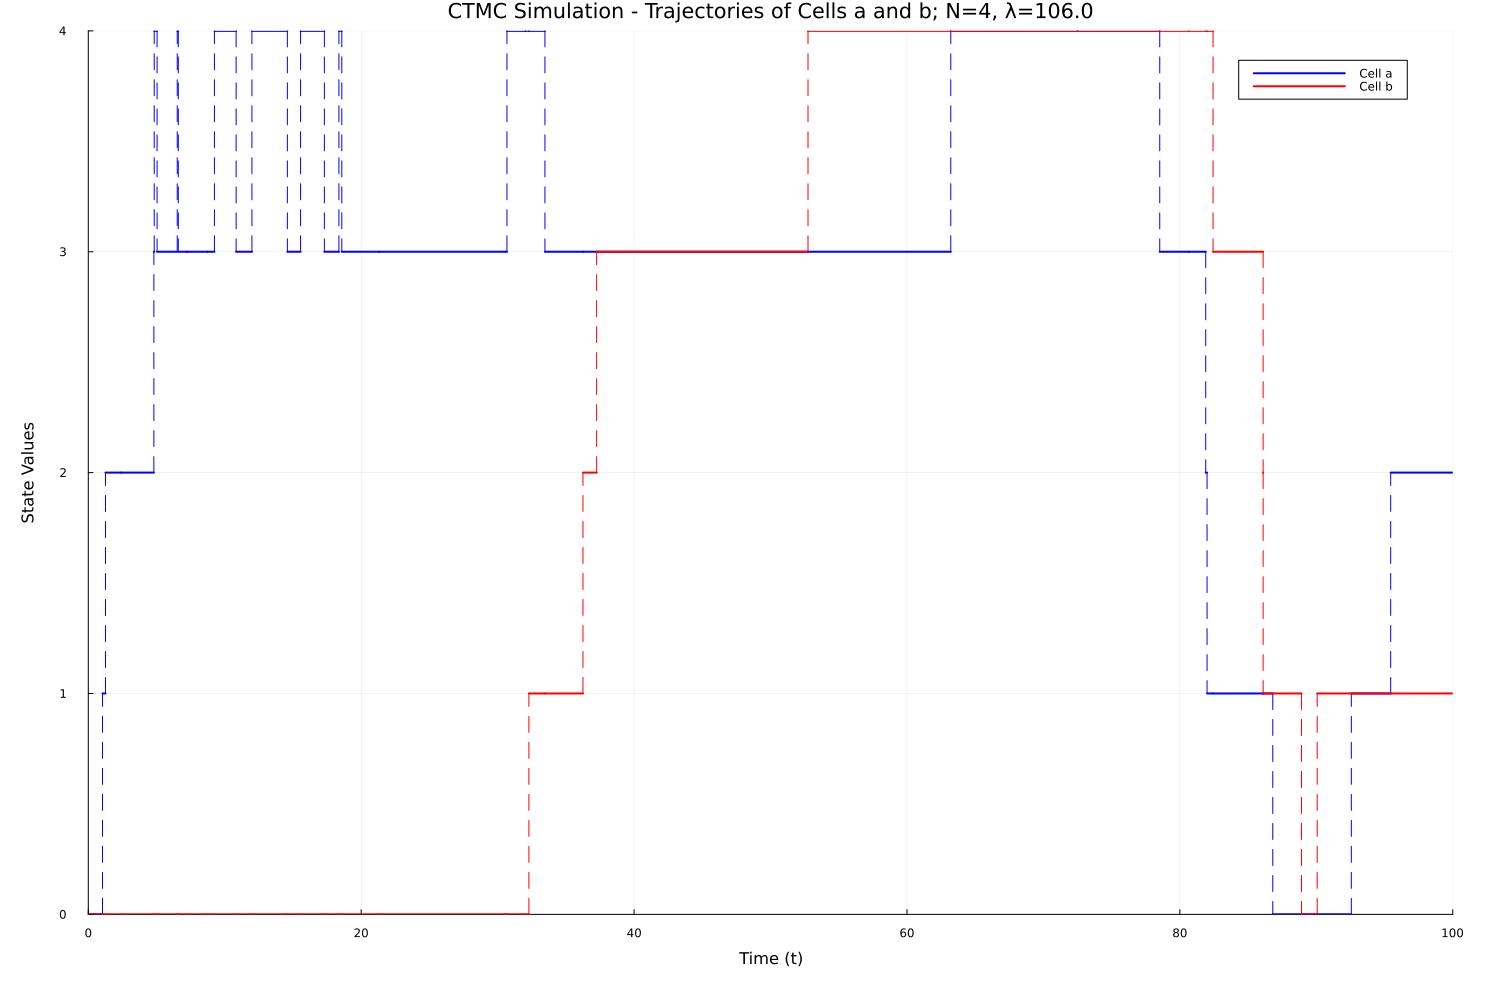 CTMC Simulation - Trajectories of Cells a and b; N=4, λ=106.0
4
Cell a
Cell b
3
State Values
2
1
0
0 20 40 60 80 100
Time (t)